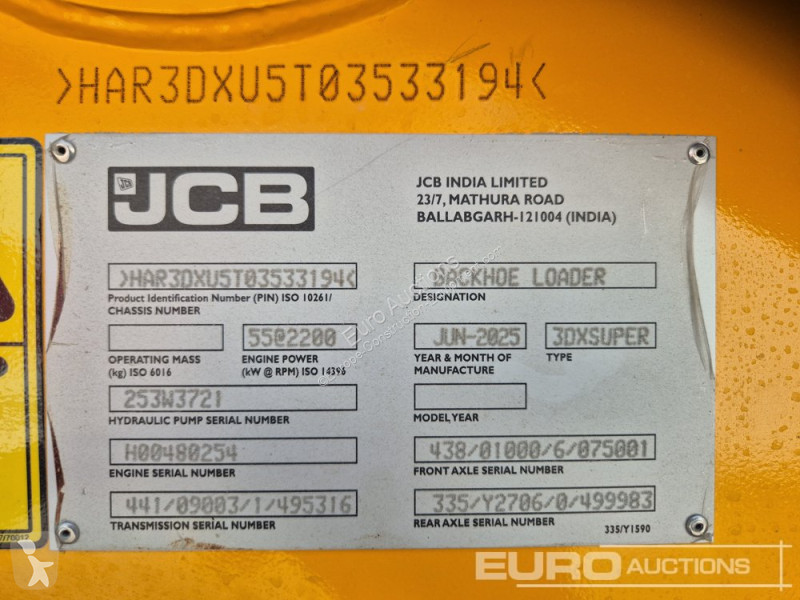 >HAR3DXU5T03533194<
JCB
JCB INDIA LIMITED
23/7, MATHURA ROAD
BALLABGARH-121004 (INDIA)
>HAR3DXU5T03533194<
Product Identification Number (PIN) ISO 10261/
CHASSIS NUMBER
BACKHOE LOADER
DESIGNATION
55@2200
OPERATING MASS
(kg) ISO 6016
ENGINE POWER
(kW @ RPM) ISO 14396
JUN-2025
YEAR & MONTH OF
MANUFACTURE
3DXSUPER
TYPE
253W3721
HYDRAULIC PUMP SERIAL NUMBER
MODEL YEAR
H00480254
ENGINE SERIAL NUMBER
438/01000/6/075001
FRONT AXLE SERIAL NUMBER
441/09003/1/495316
TRANSMISSION SERIAL NUMBER
335/Y2706/0/499983
REAR AXLE SERIAL NUMBER
335/Y1590
Euro Auctions
EURO AUCTIONS